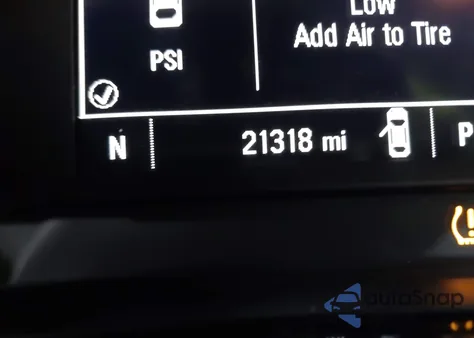 Low
Add Air to Tire
PSI
N
21318 mi
P
autoSnap